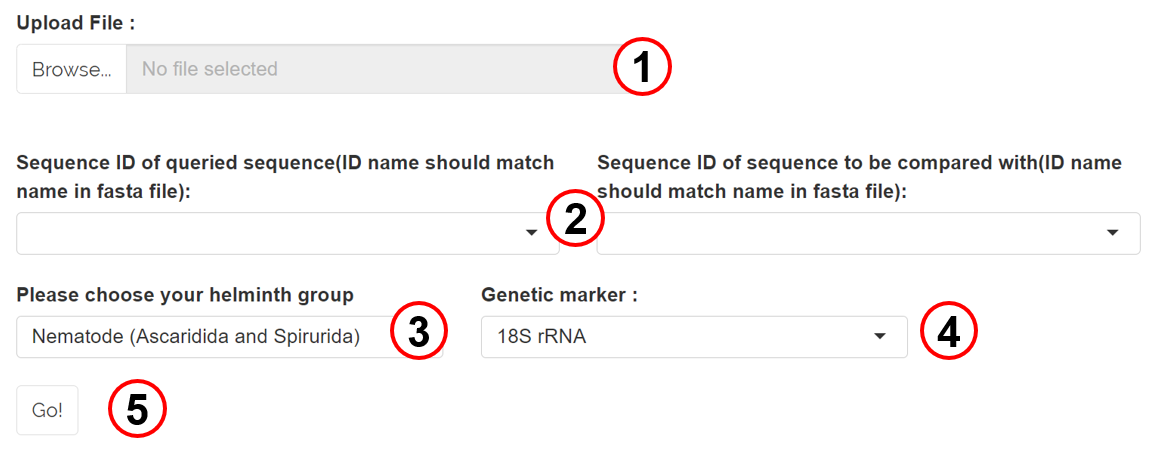 Upload File :
Browse... No file selected 1
Sequence ID of queried sequence(ID name should match
name in fasta file):
Sequence ID of sequence to be compared with(ID name
should match name in fasta file):
2
Please choose your helminth group
Genetic marker :
Nematode (Ascaridida and Spirurida) 3
18S rRNA 4
Go! 5